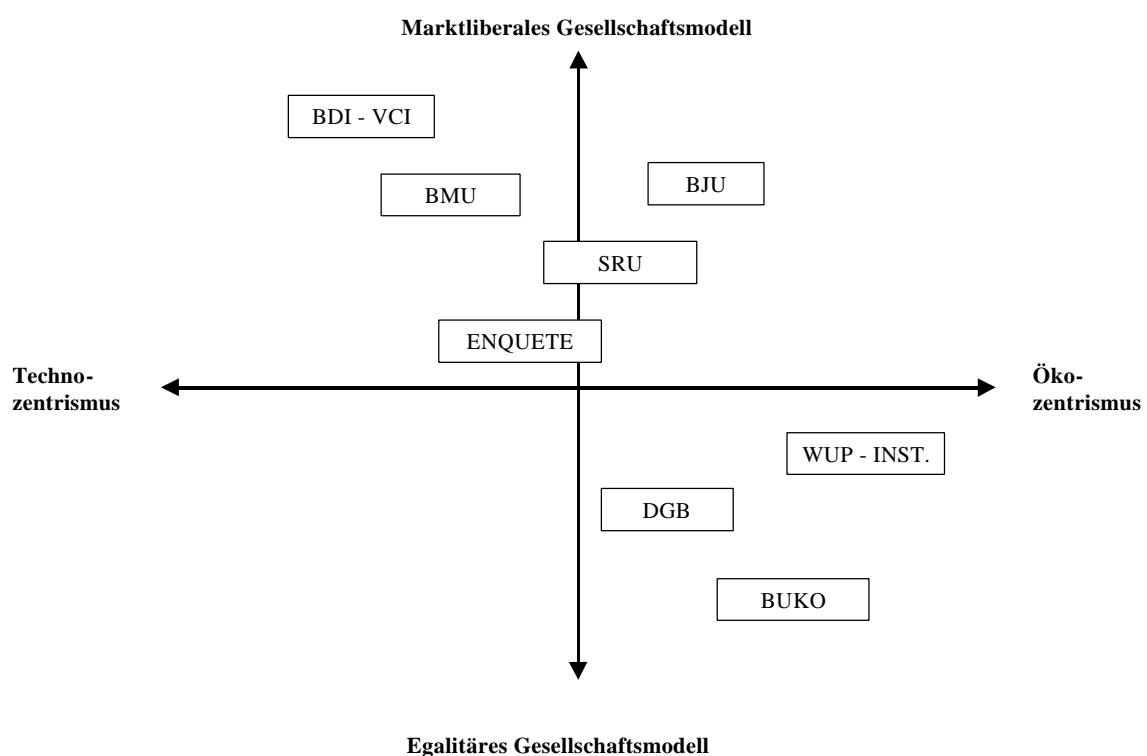 Marktliberales Gesellschaftsmodell
BDI - VCI
BMU
BJU
SRU
ENQUETE
Techno-
zentrismus
Öko-
zentrismus
WUP - INST.
DGB
BUKO
Egalitäres Gesellschaftsmodell